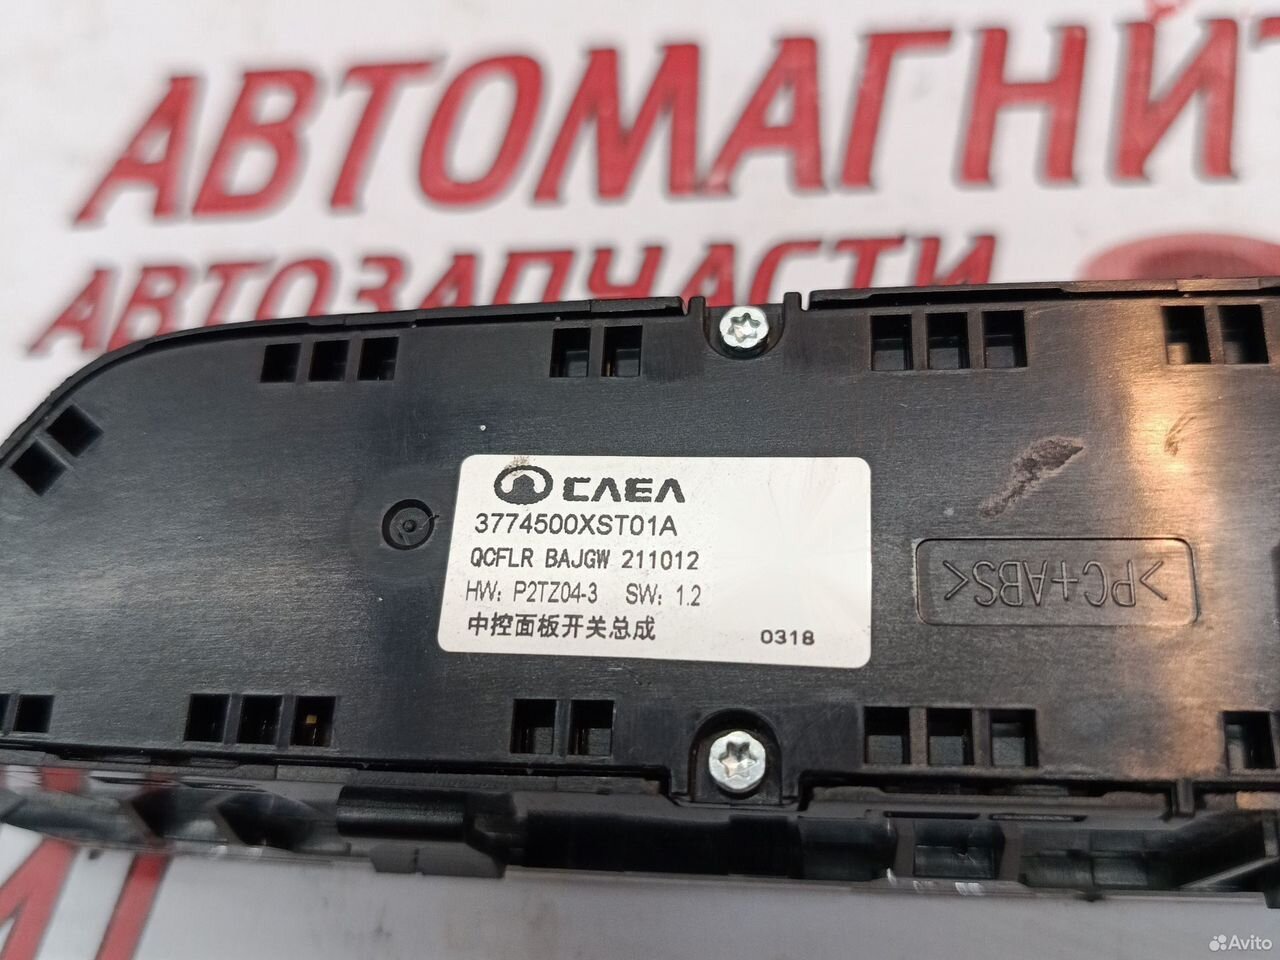 АВТОМАГНИТ
АВТОЗАПЧАСТИ
CAEA
3774500XST01A
QCFLR BAJGW 211012
HW: P2TZ04-3 SW: 1.2
中控面板开关总成 0318
>PC+ABS<
Avito